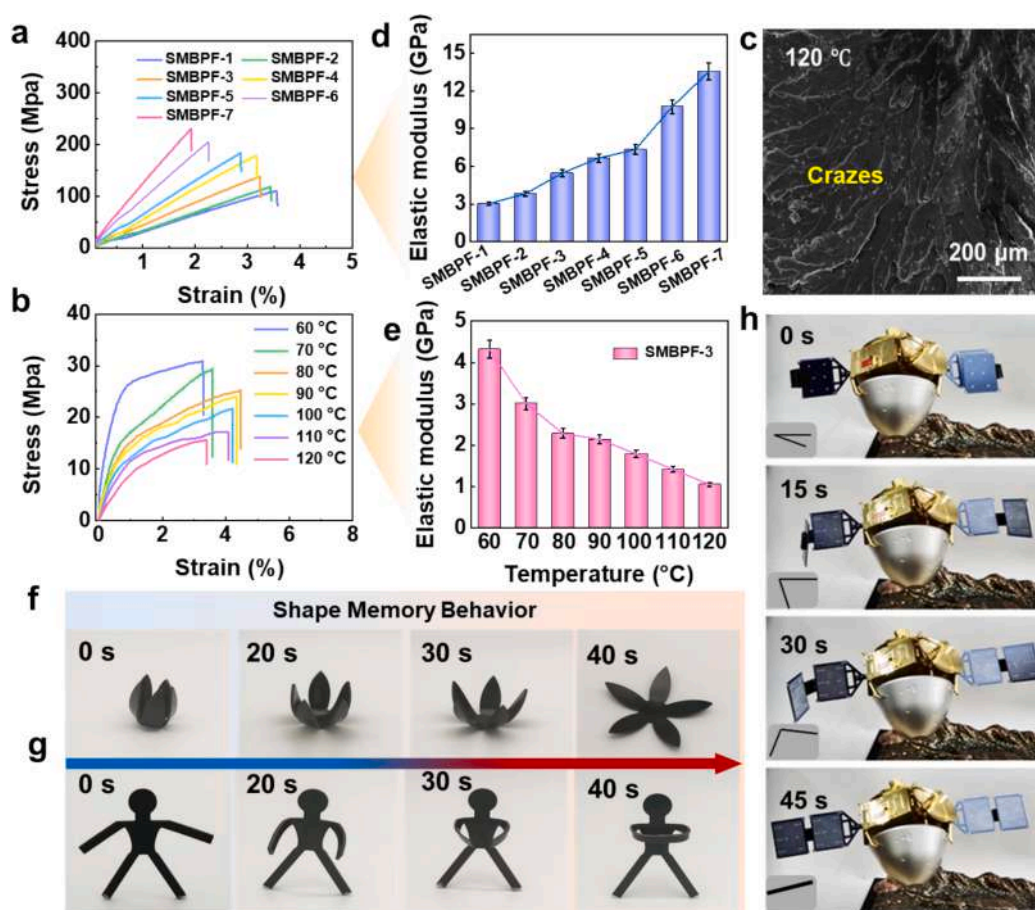 a
400
300
200
100
0
Stress (Mpa)
SMBPF-1
SMBPF-2
SMBPF-3
SMBPF-4
SMBPF-5
SMBPF-6
SMBPF-7
1
2
3
4
5
Strain (%)
d
15
12
9
6
3
0
Elastic modulus (GPa)
SMBPF-1
SMBPF-2
SMBPF-3
SMBPF-4
SMBPF-5
SMBPF-6
SMBPF-7
c
120 ℃
Crazes
200 μm
b
40
30
20
10
0
Stress (Mpa)
60 °C
70 °C
80 °C
90 °C
100 °C
110 °C
120 °C
0
2
4
6
8
Strain (%)
e
5
4
3
2
1
0
Elastic modulus (GPa)
SMBPF-3
60
70
80
90
100
110
120
Temperature (°C)
f
Shape Memory Behavior
0 s
20 s
30 s
40 s
g
0 s
20 s
30 s
40 s
h
0 s
15 s
30 s
45 s